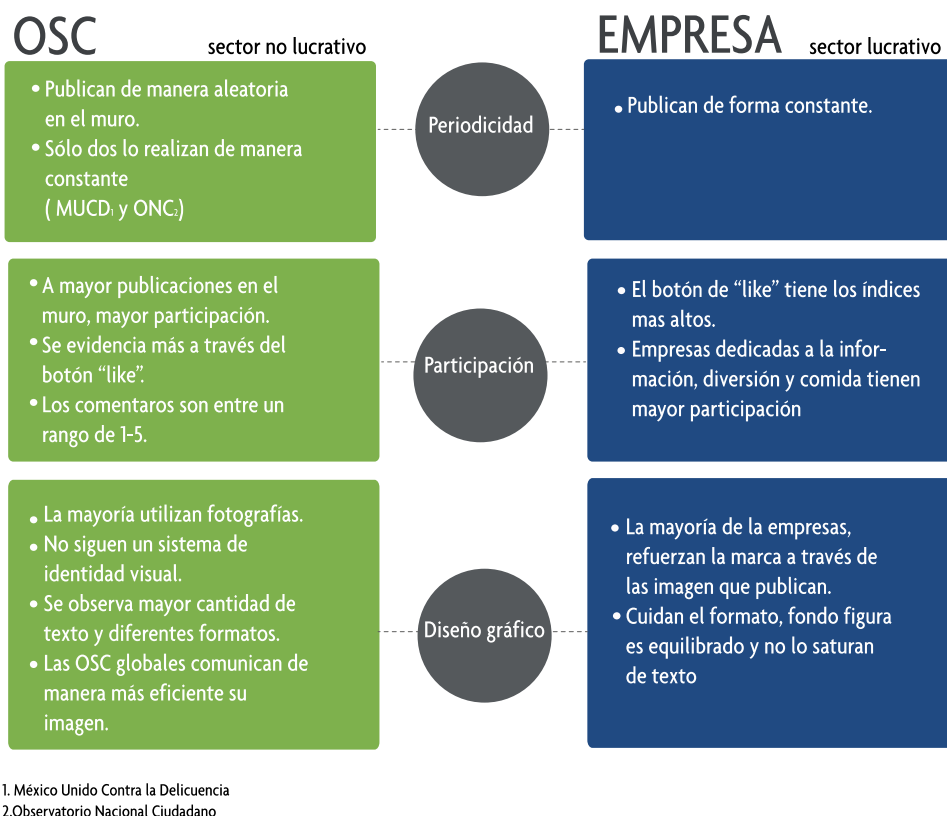 OSC
sector no lucrativo
EMPRESA
sector lucrativo
• Publican de manera aleatoria
en el muro.
• Sólo dos lo realizan de manera
constante
( MUCD1 y ONC2)
Periodicidad
• Publican de forma constante.
• A mayor publicaciones en el
muro, mayor participación.
• Se evidencia más a través del
botón “like”.
• Los comentaros son entre un
rango de 1-5.
Participación
• El botón de “like” tiene los índices
mas altos.
• Empresas dedicadas a la infor-
mación, diversión y comida tienen
mayor participación
• La mayoría utilizan fotografías.
• No siguen un sistema de
identidad visual.
• Se observa mayor cantidad de
texto y diferentes formatos.
• Las OSC globales comunican de
manera más eficiente su
imagen.
Diseño gráfico
• La mayoría de la empresas,
refuerzan la marca a través de
las imagen que publican.
• Cuidan el formato, fondo figura
es equilibrado y no lo saturan
de texto
1. México Unido Contra la Delicuencia
2.Observatorio Nacional Ciudadano